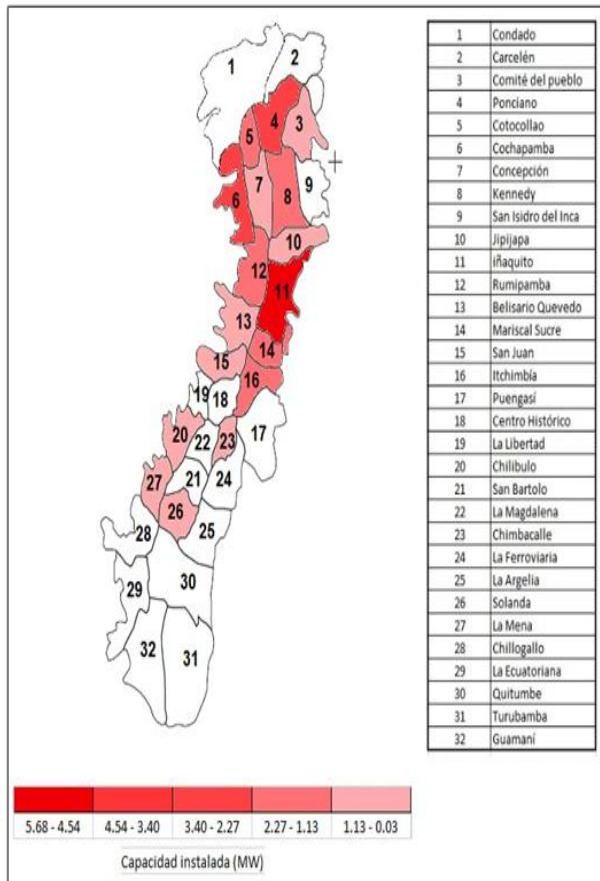 1
2
3
4
5
6
7
8
9
10
11
12
13
14
15
16
17
18
19
20
21
22
23
24
25
26
27
28
29
30
31
32
1 Condado
2 Carcelén
3 Comité del pueblo
4 Ponciano
5 Cotocollao
6 Cochapamba
7 Concepción
8 Kennedy
9 San Isidro del Inca
10 Jipijapa
11 iñaquito
12 Rumipamba
13 Belisario Quevedo
14 Mariscal Sucre
15 San Juan
16 Itchimbía
17 Puengasí
18 Centro Histórico
19 La Libertad
20 Chilibulo
21 San Bartolo
22 La Magdalena
23 Chimbacalle
24 La Ferroviaria
25 La Argelia
26 Solanda
27 La Mena
28 Chillogallo
29 La Ecuatoriana
30 Quitumbe
31 Turubamba
32 Guamaní
5.68 - 4.54 4.54 - 3.40 3.40 - 2.27 2.27 - 1.13 1.13 - 0.03
Capacidad instalada (MW)